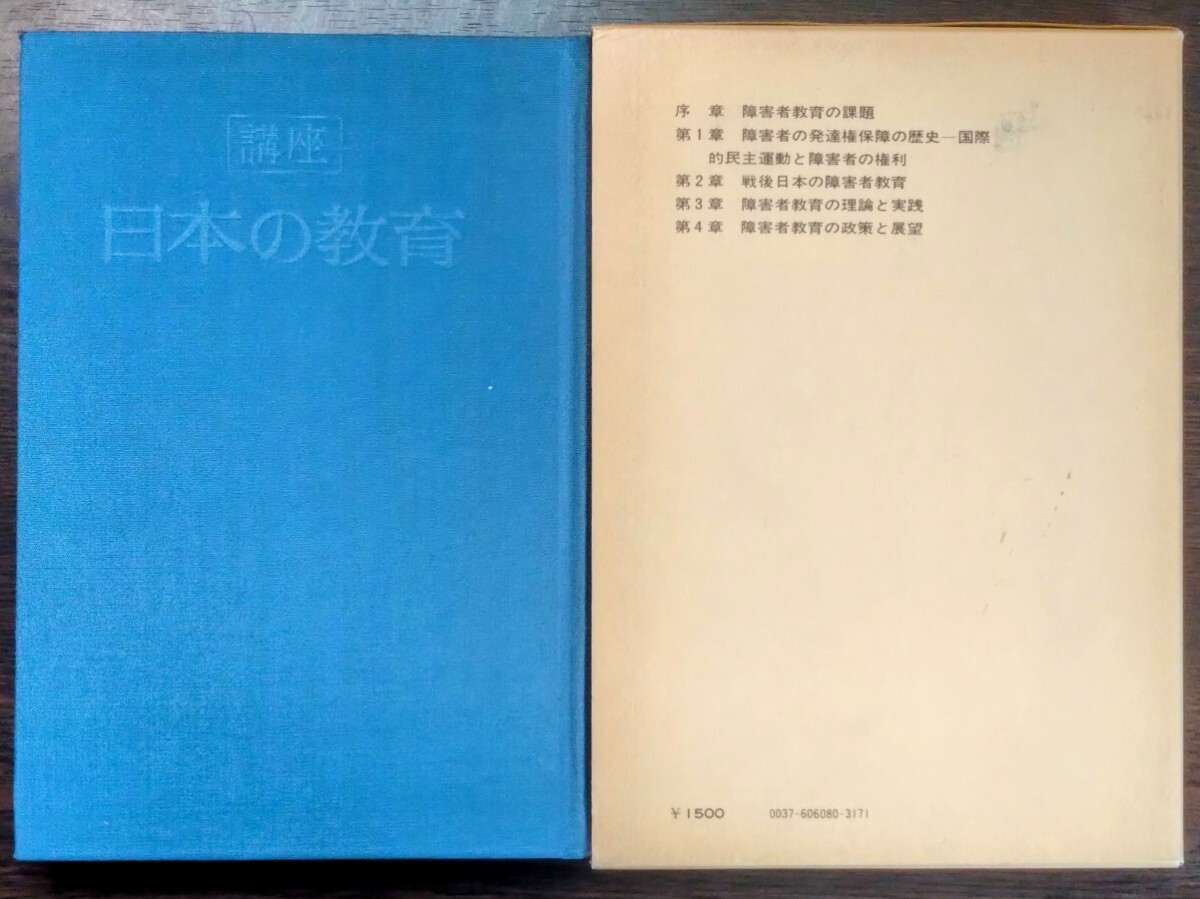 講座
日本の教育
序　章　障害者教育の課題
第1章　障害者の発達権保障の歴史―国際
的民主運動と障害者の権利
第2章　戦後日本の障害者教育
第3章　障害者教育の理論と実践
第4章　障害者教育の政策と展望
￥1500　0037-606080-3171